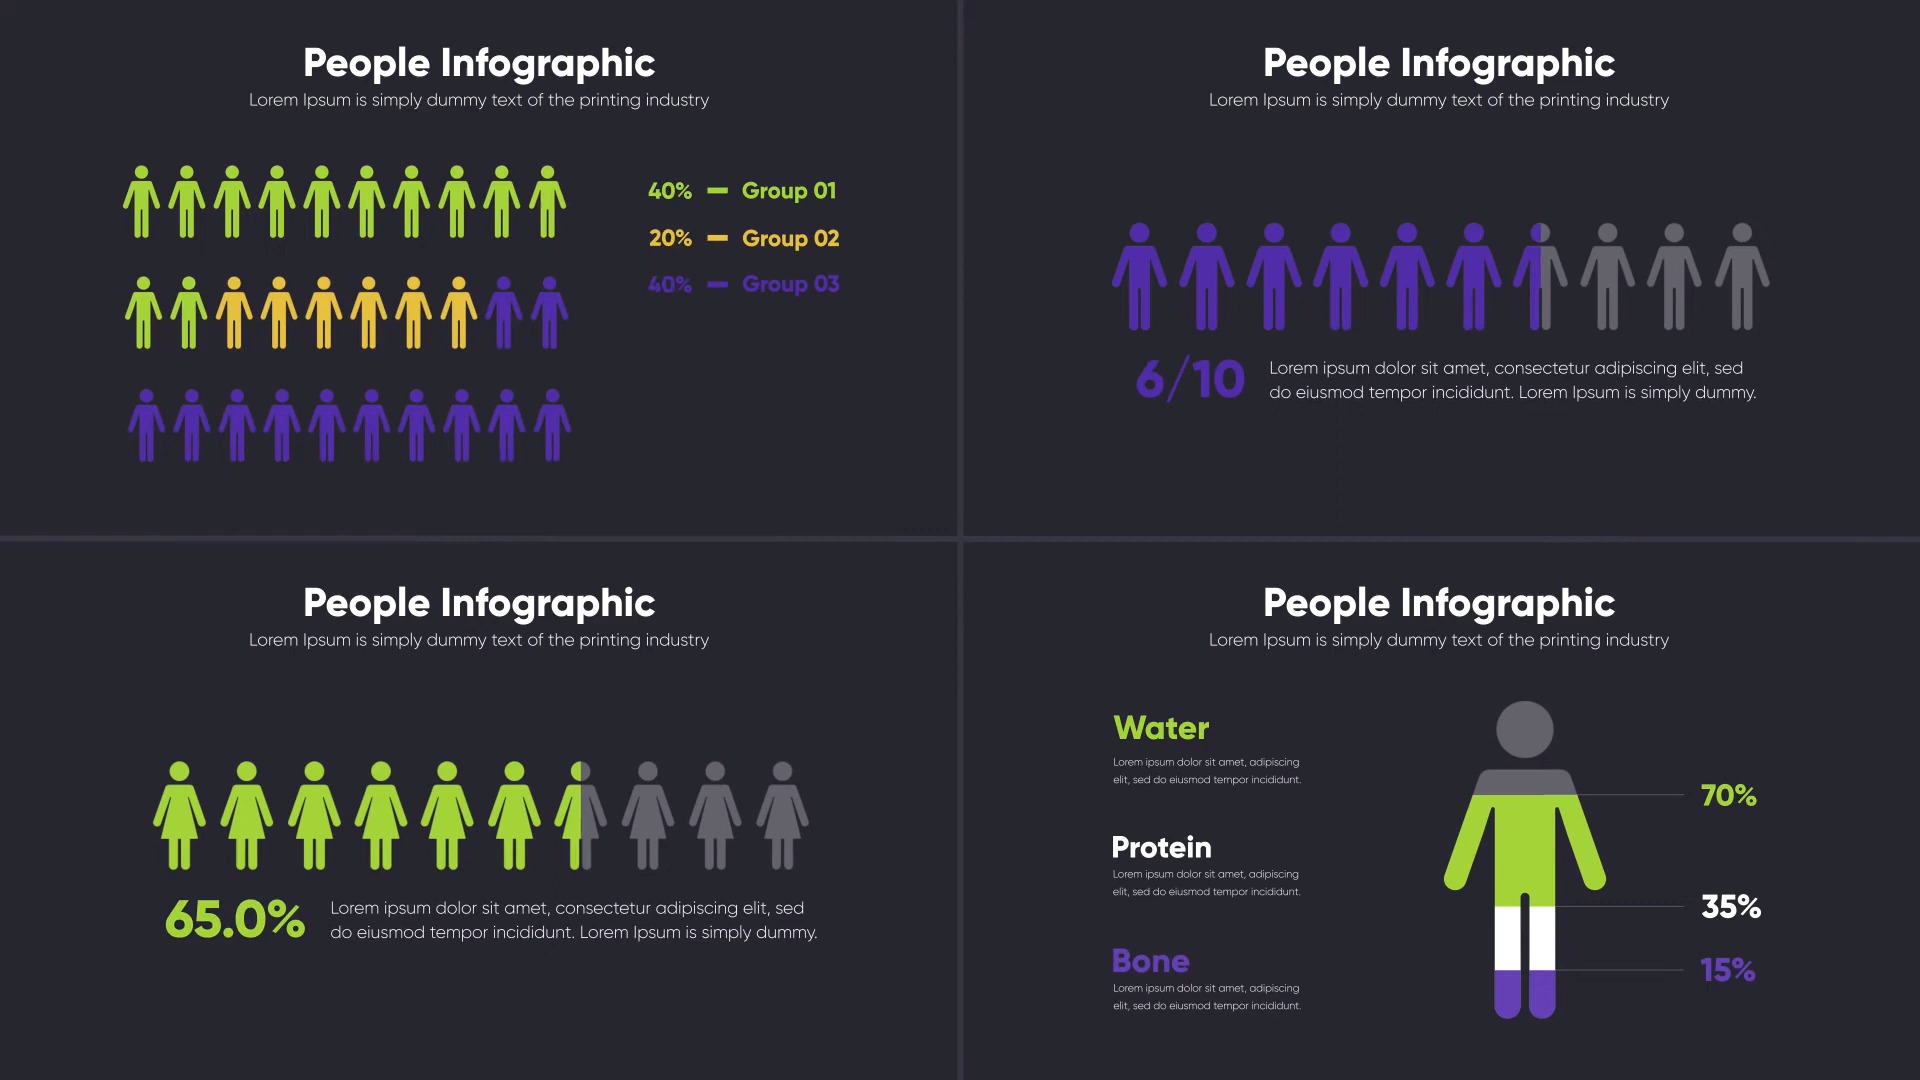 People Infographic
Lorem Ipsum is simply dummy text of the printing industry
40% — Group 01
20% — Group 02
40% — Group 03
People Infographic
Lorem Ipsum is simply dummy text of the printing industry
6/10
Lorem ipsum dolor sit amet, consectetur adipiscing elit, sed
do eiusmod tempor incididunt. Lorem Ipsum is simply dummy.
People Infographic
Lorem Ipsum is simply dummy text of the printing industry
65.0%
Lorem ipsum dolor sit amet, consectetur adipiscing elit, sed
do eiusmod tempor incididunt. Lorem Ipsum is simply dummy.
People Infographic
Lorem Ipsum is simply dummy text of the printing industry
Water
Lorem ipsum dolor sit amet, adipiscing
elit, sed do eiusmod tempor incididunt.
70%
Protein
Lorem ipsum dolor sit amet, adipiscing
elit, sed do eiusmod tempor incididunt.
35%
Bone
Lorem ipsum dolor sit amet, adipiscing
elit, sed do eiusmod tempor incididunt.
15%